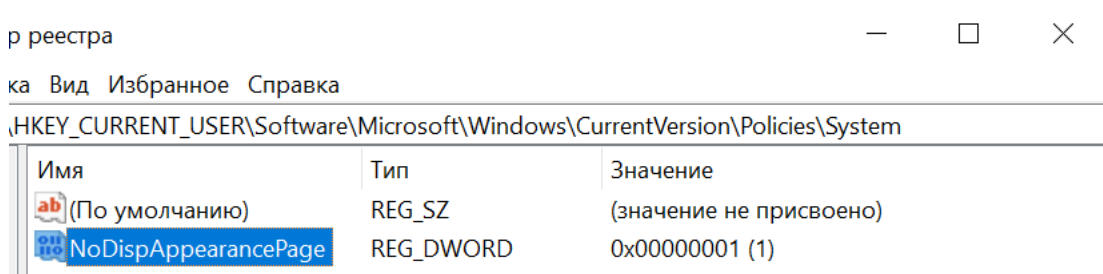 р реестра
ка Вид Избранное Справка
\HKEY_CURRENT_USER\Software\Microsoft\Windows\CurrentVersion\Policies\System
Имя Тип Значение
ab (По умолчанию) REG_SZ (значение не присвоено)
NoDispAppearancePage REG_DWORD 0x00000001 (1)